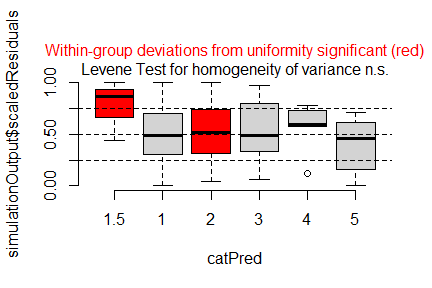 Within-group deviations from uniformity significant (red)
Levene Test for homogeneity of variance n.s.
simulationOutput$scaledResiduals
1.00
0.50
0.00
1.5 1 2 3 4 5
catPred